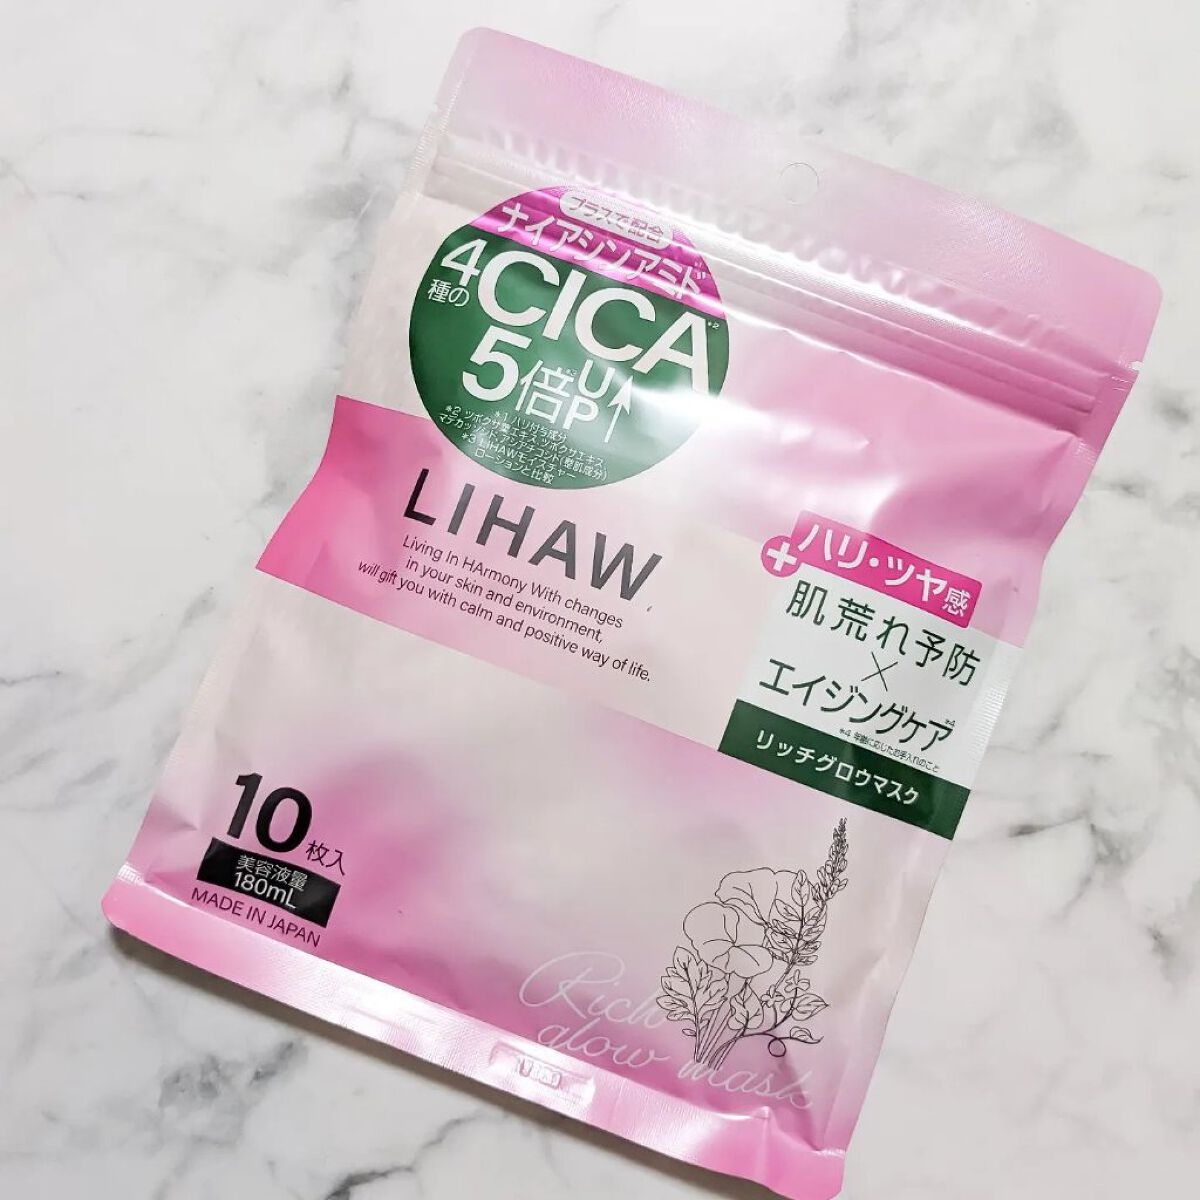 プラスで配合
ナイアシンアミド
4種の
CICA*2
5倍*3UP↑
*1 ハリ付与成分
*2 ツボクサ葉エキス、ツボクサエキス、
マデカッソシド、アシアチコシド(整肌成分)
*3 LIHAWモイスチャー
ローションと比較
LIHAW
Living In HArmony With changes
in your skin and environment,
will gift you with calm and positive way of life.
+ハリ・ツヤ感
肌荒れ予防
×
エイジングケア*4
*4 年齢に応じたお手入れのこと
リッチグロウマスク
10枚入
美容液量
180mL
MADE IN JAPAN
Rich
glow mask